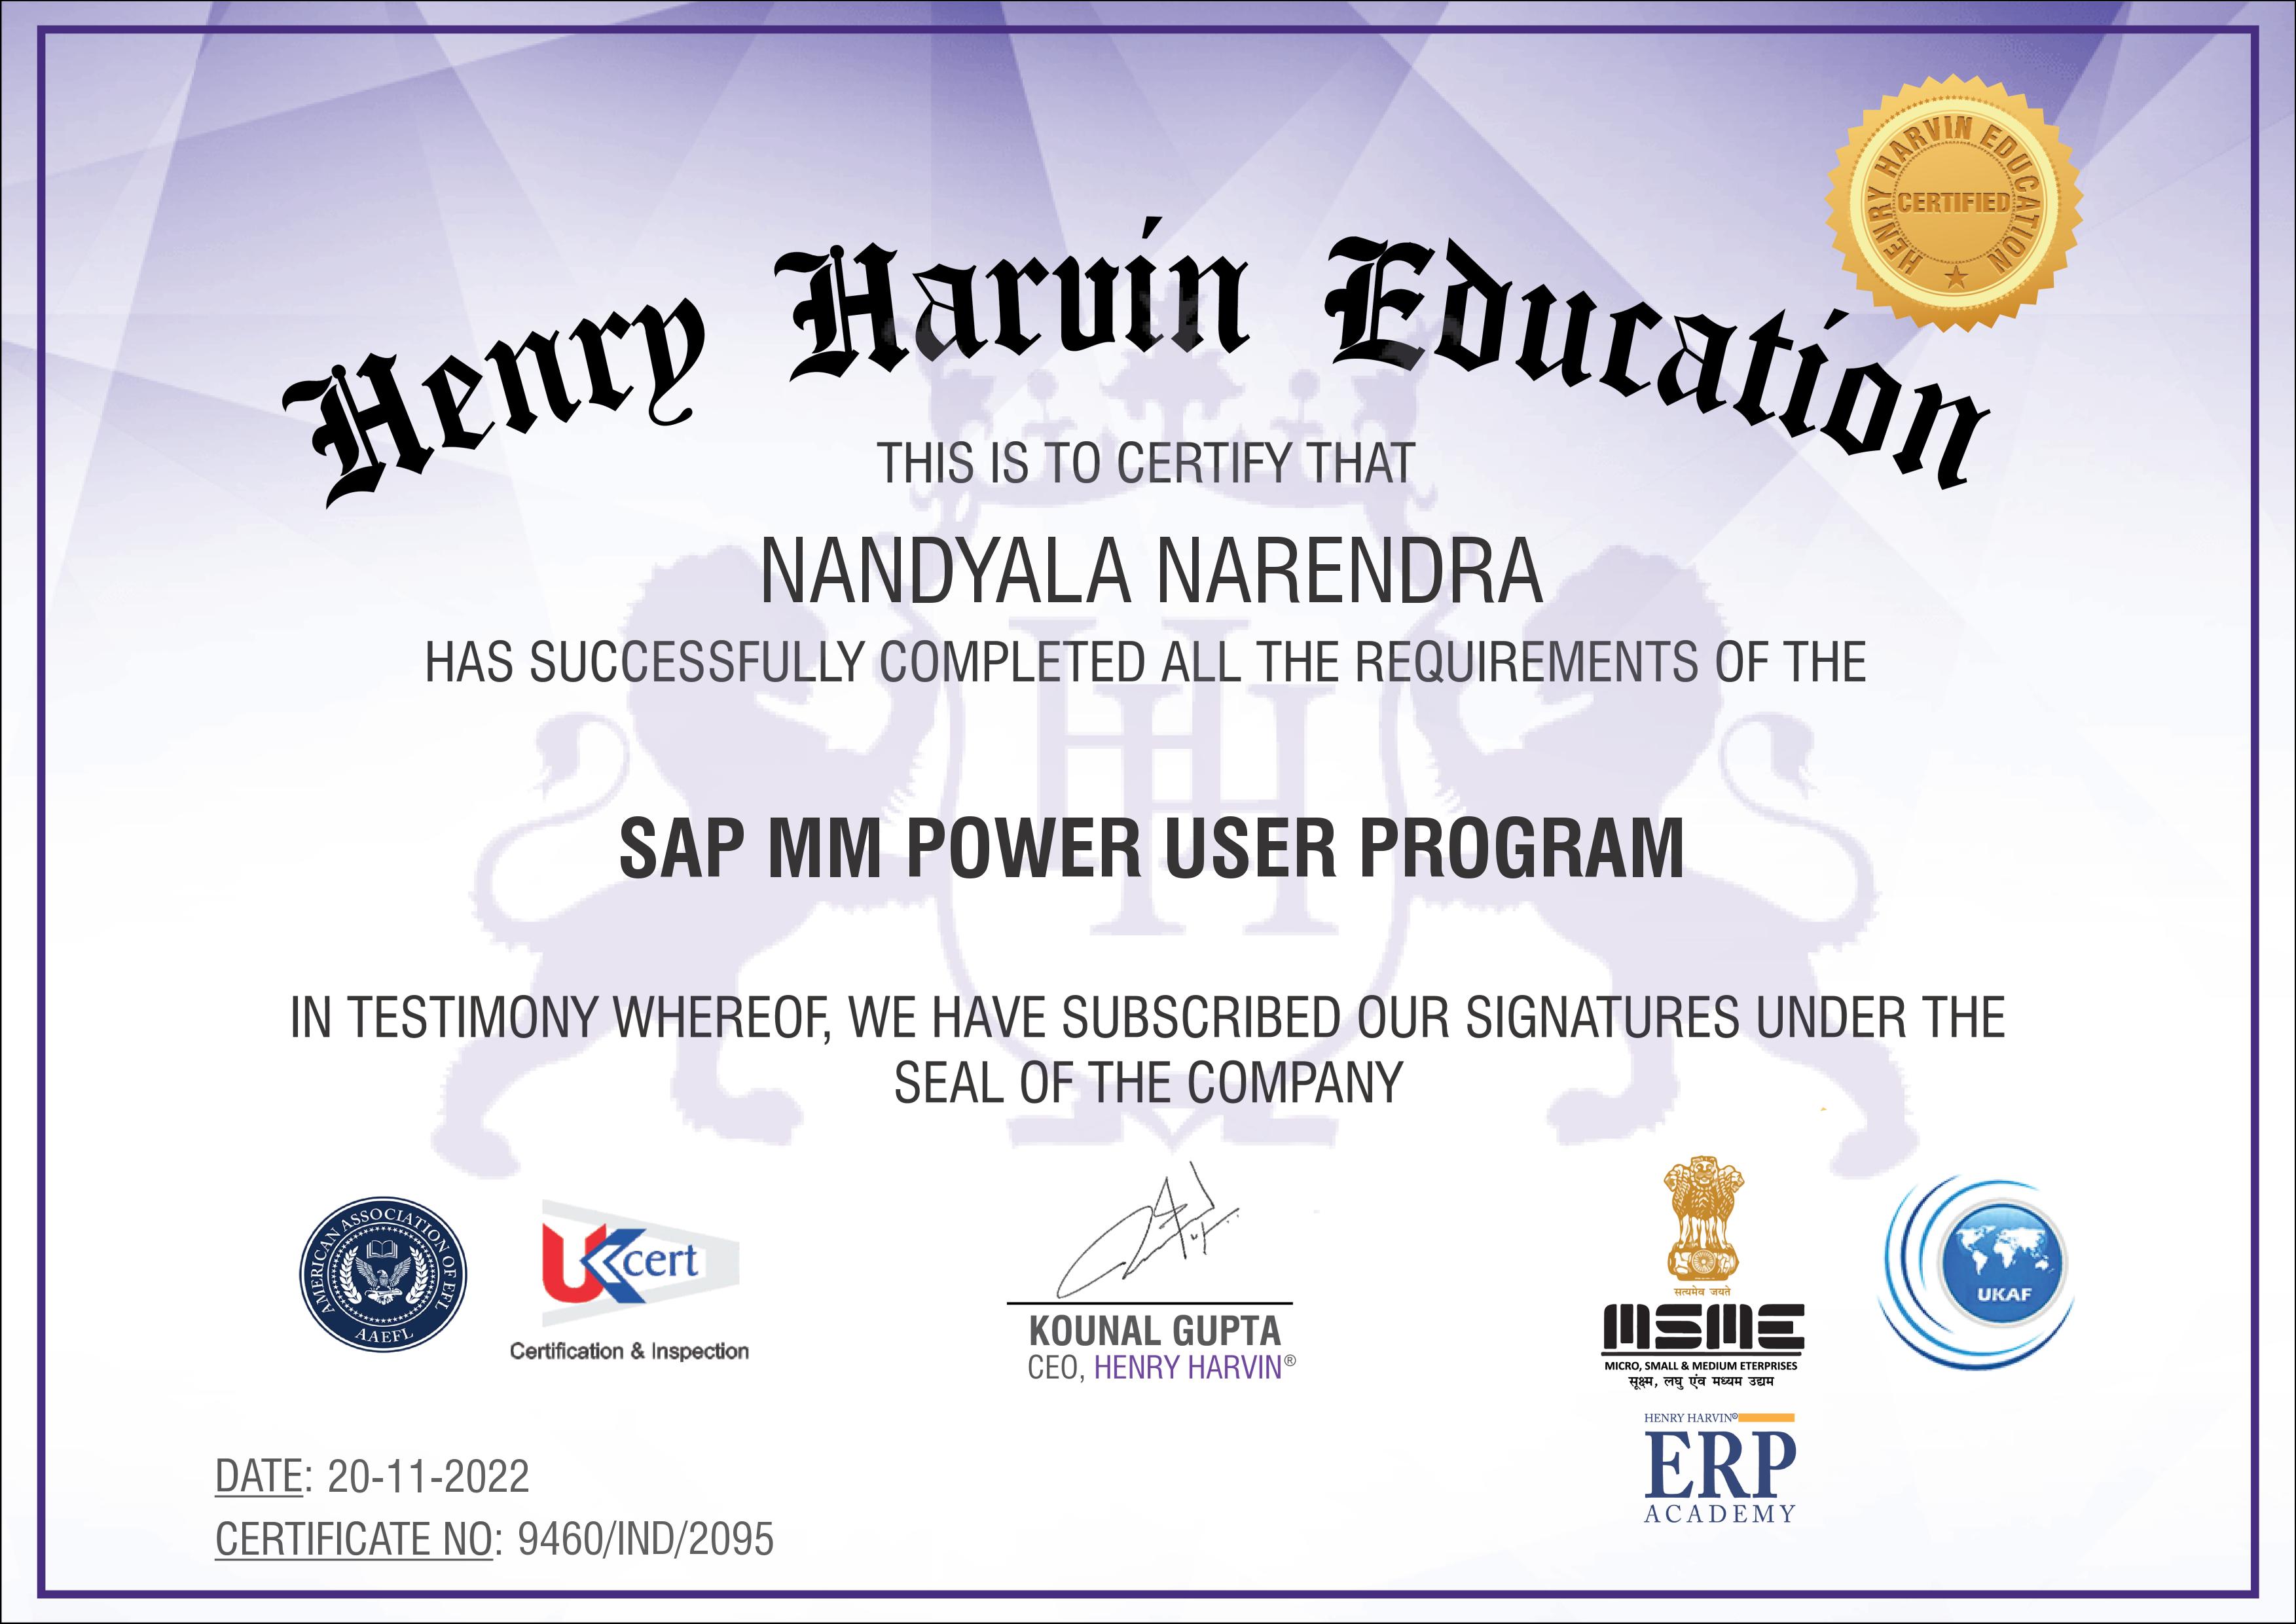 HENRY HARVIN EDUCATION
CERTIFIED
Henry Harvin Education
THIS IS TO CERTIFY THAT
NANDYALA NARENDRA
HAS SUCCESSFULLY COMPLETED ALL THE REQUIREMENTS OF THE
HH
SAP MM POWER USER PROGRAM
IN TESTIMONY WHEREOF, WE HAVE SUBSCRIBED OUR SIGNATURES UNDER THE
SEAL OF THE COMPANY
AMERICAN ASSOCIATION OF EFL
AAEFL
UK cert
Certification & Inspection
KOUNAL GUPTA
CEO, HENRY HARVIN®
सत्यमेव जयते
MSME
MICRO, SMALL & MEDIUM ETERPRISES
सूक्ष्म, लघु एंव मध्यम उद्यम
UKAF
HENRY HARVIN®
ERP
ACADEMY
DATE: 20-11-2022
CERTIFICATE NO: 9460/IND/2095